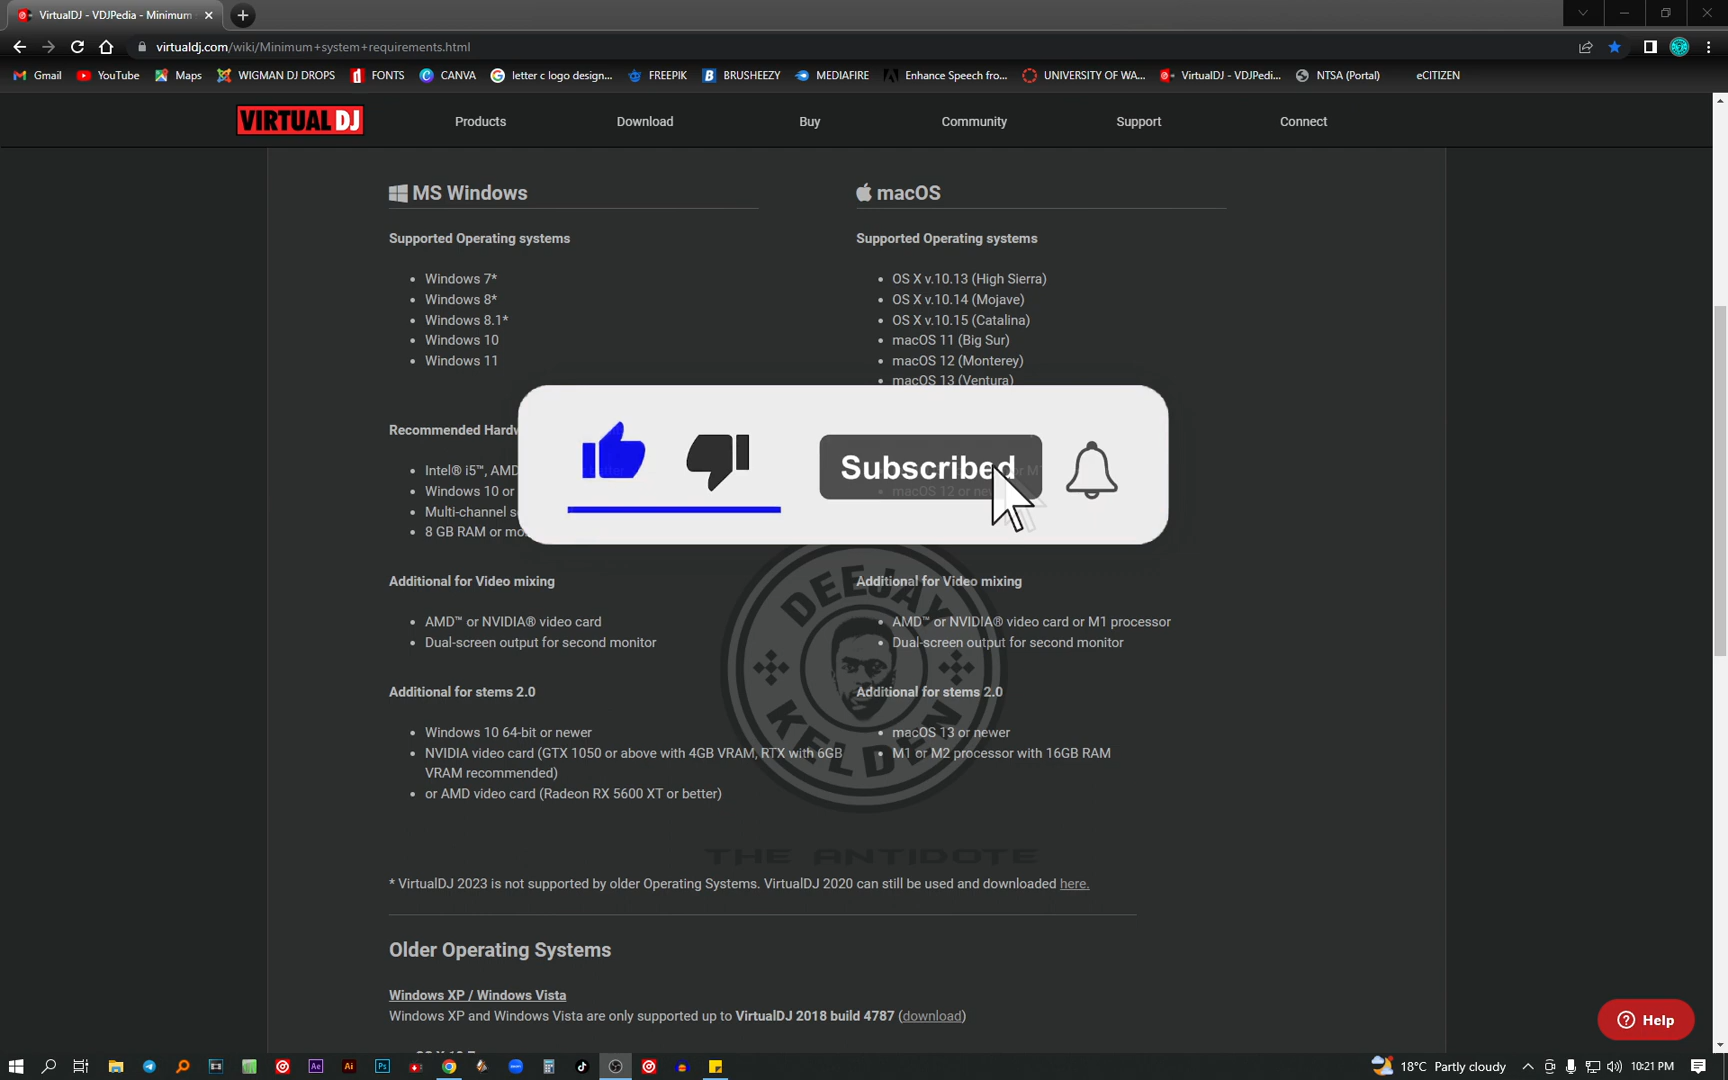 VirtualDJ - VDJPedia - Minimum
virtualdj.com/wiki/Minimum+system+requirements.html
Gmail YouTube Maps WIGMAN DJ DROPS FONTS CANVA letter c logo design... FREEPIK BRUSHEEZY MEDIAFIRE Enhance Speech fro... UNIVERSITY OF WA... VirtualDJ - VDJPedi... NTSA (Portal) eCITIZEN
VIRTUAL DJ Products Download Buy Community Support Connect
MS Windows
Supported Operating systems
Windows 7*
Windows 8*
Windows 8.1*
Windows 10
Windows 11
Recommended Hardw
Intel® i5™, AMD
Windows 10 or
Multi-channel s
8 GB RAM or mo
Additional for Video mixing
AMD™ or NVIDIA® video card
Dual-screen output for second monitor
Additional for stems 2.0
Windows 10 64-bit or newer
NVIDIA video card (GTX 1050 or above with 4GB VRAM, RTX with 6GB
VRAM recommended)
or AMD video card (Radeon RX 5600 XT or better)
macOS
Supported Operating systems
OS X v.10.13 (High Sierra)
OS X v.10.14 (Mojave)
OS X v.10.15 (Catalina)
macOS 11 (Big Sur)
macOS 12 (Monterey)
macOS 13 (Ventura)
Subscribed
macOS 12 or
Additional for Video mixing
AMD™ or NVIDIA® video card or M1 processor
Dual-screen output for second monitor
Additional for stems 2.0
macOS 13 or newer
M1 or M2 processor with 16GB RAM
DEEJAY
KELDEN
THE ANTIDOTE
* VirtualDJ 2023 is not supported by older Operating Systems. VirtualDJ 2020 can still be used and downloaded here.
Older Operating Systems
Windows XP / Windows Vista
Windows XP and Windows Vista are only supported up to VirtualDJ 2018 build 4787 (download)
Help
Ae Ai Ps
18°C Partly cloudy 10:21 PM